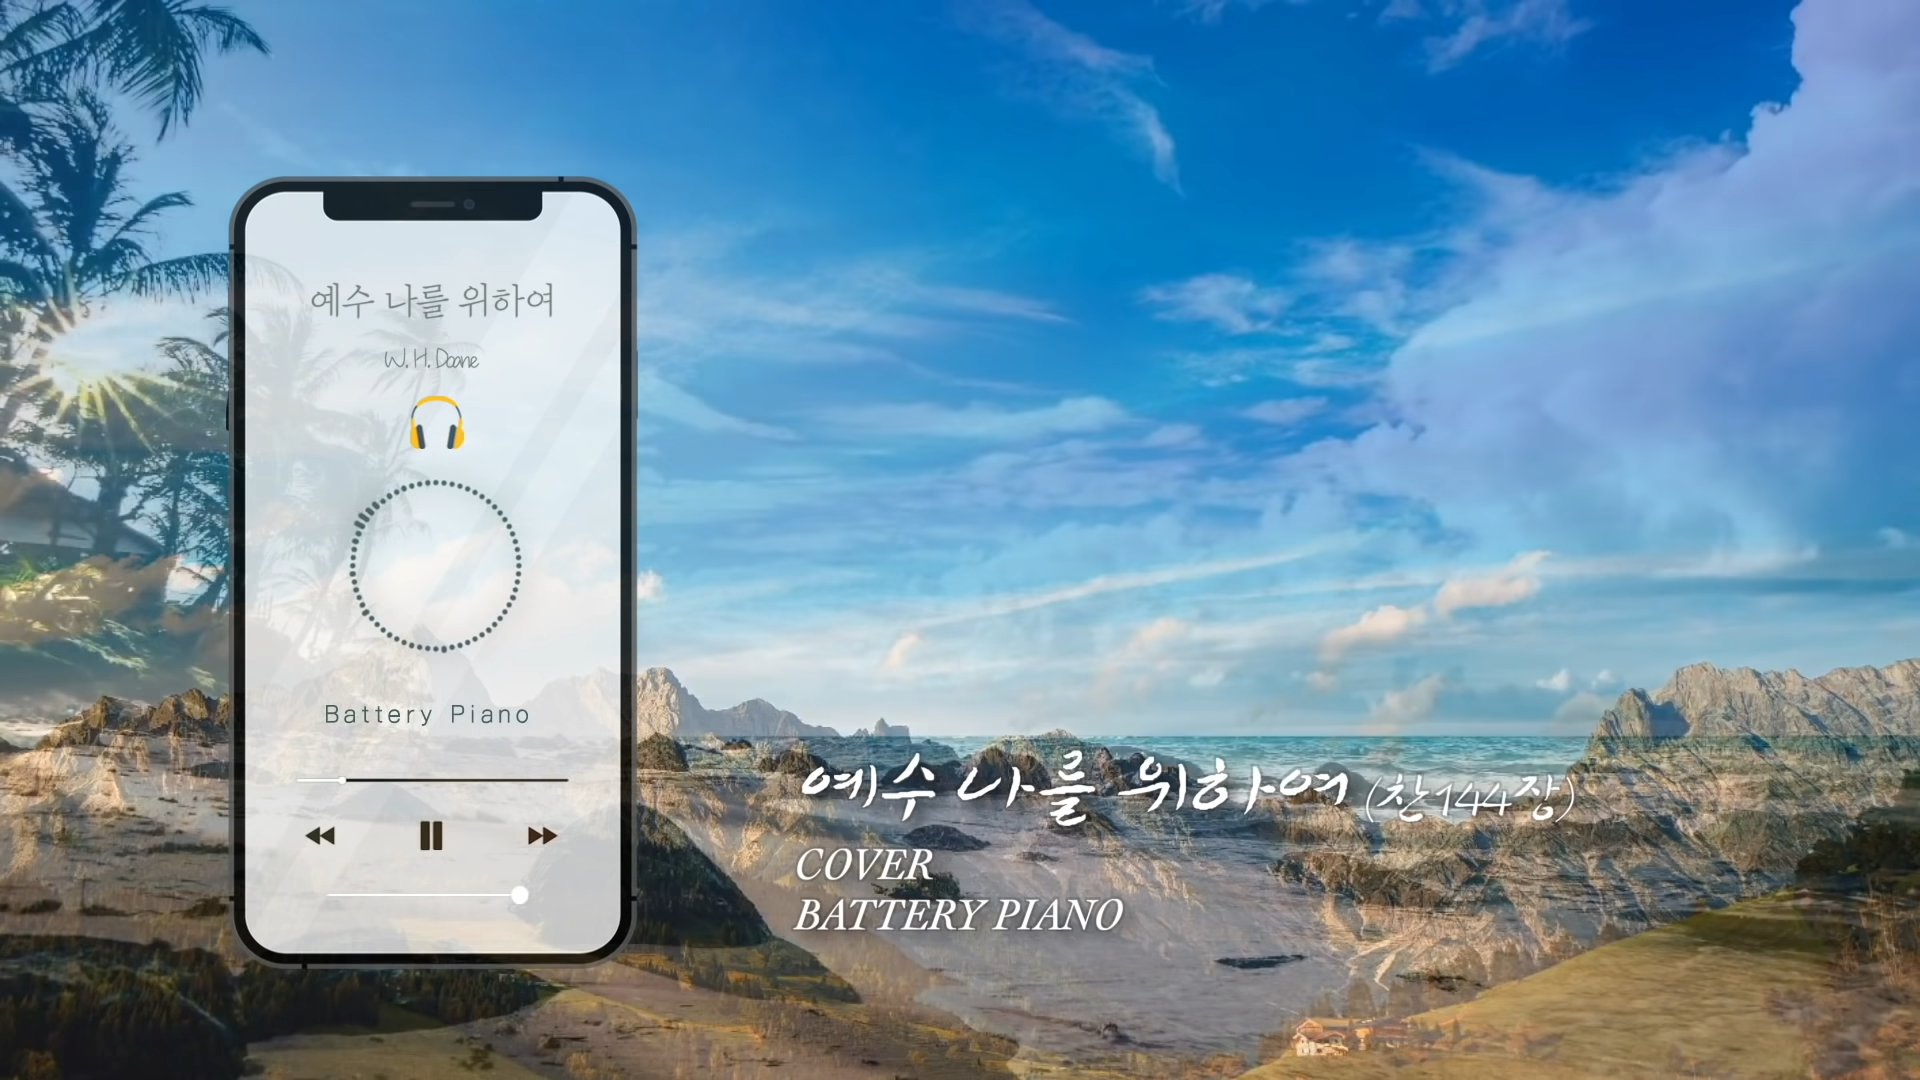 예수 나를 위하여
W. H. Doane
Battery Piano
예수 나를 위하여 (찬144장)
COVER
BATTERY PIANO